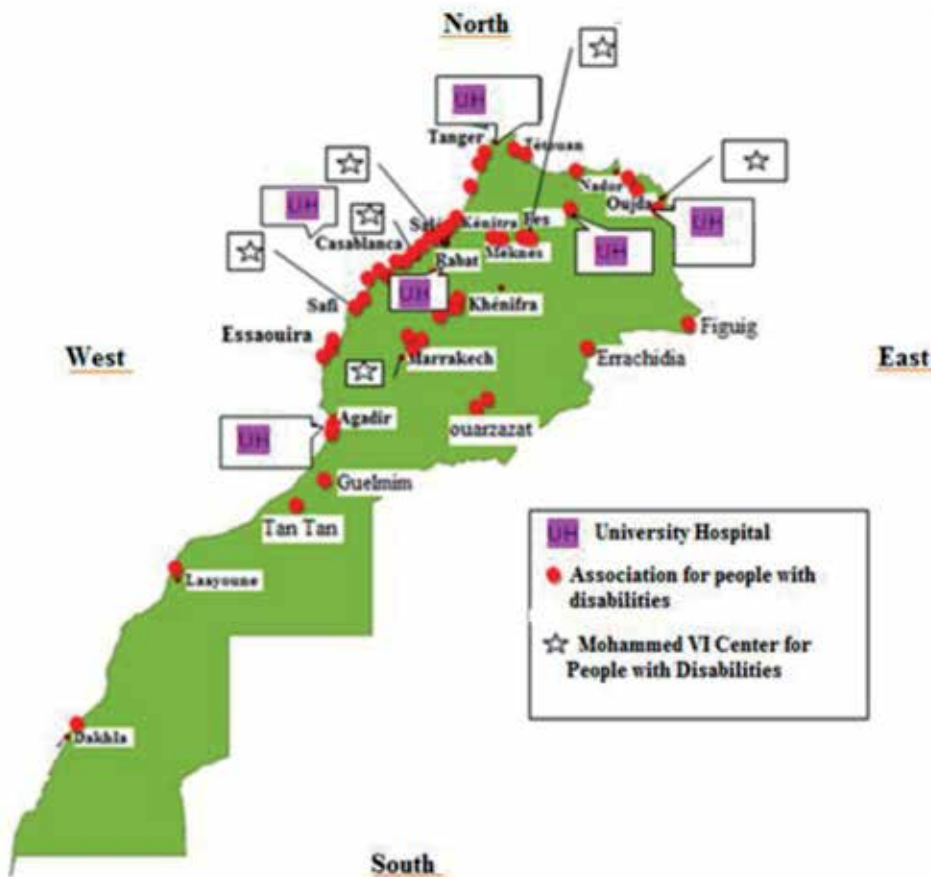 North
UH
Tanger
Tétouan
Nador
Oujda
UH
UH
Salé
Kénitra
Fes
Casablanca
Rabat
Meknes
UH
UH
Safi
Khénifra
Essaouira
Figuig
West
Marrakech
Errachidia
East
Agadir
UH
ouarzazat
Guelmim
Tan Tan
Laayoune
Dakhla
UH University Hospital
Association for people with
disabilities
Mohammed VI Center for
People with Disabilities
South